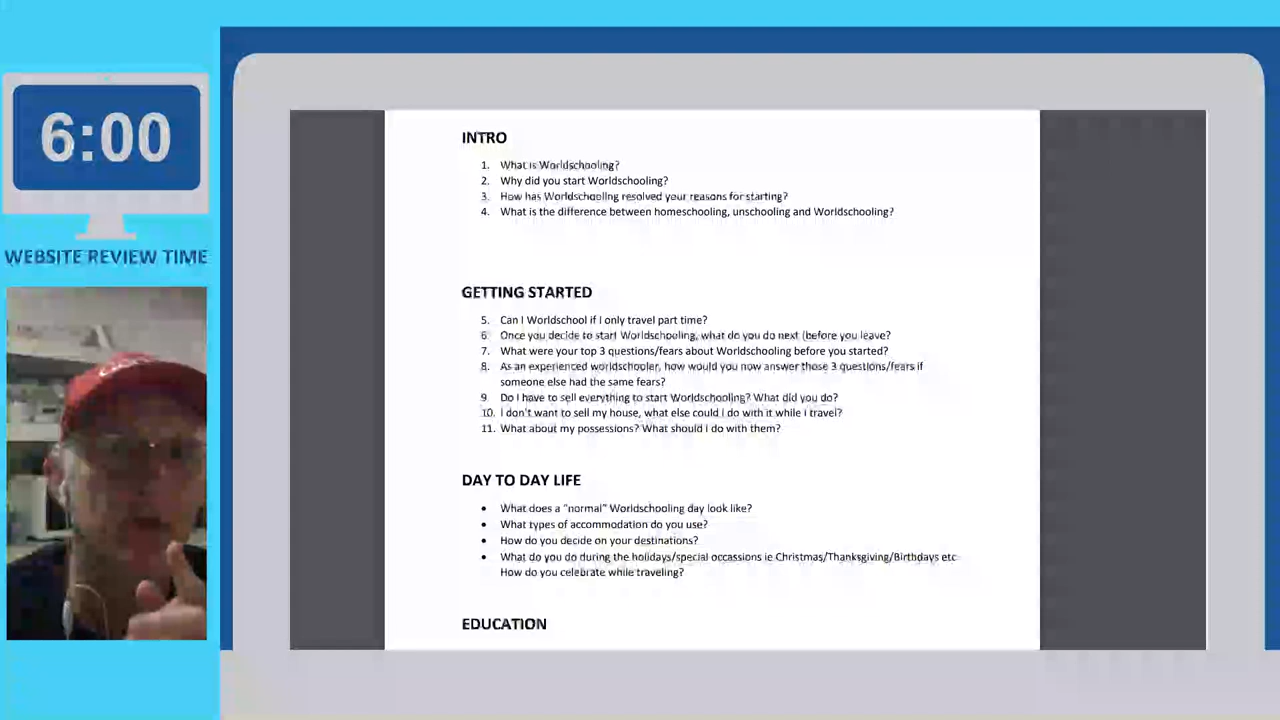 6:00
WEBSITE REVIEW TIME
INTRO
1. What is Worldschooling?
2. Why did you start Worldschooling?
3. How has Worldschooling resolved your reasons for starting?
4. What is the difference between homeschooling, unschooling and Worldschooling?
GETTING STARTED
5. Can I Worldschool if I only travel part time?
6. Once you decide to start Worldschooling, what do you do next (before you leave?
7. What were your top 3 questions/fears about Worldschooling before you started?
8. As an experienced worldschooler, how would you now answer those 3 questions/fears if
someone else had the same fears?
9. Do I have to sell everything to start Worldschooling? What did you do?
10. I don't want to sell my house, what else could I do with it while I travel?
11. What about my possessions? What should I do with them?
DAY TO DAY LIFE
• What does a "normal" Worldschooling day look like?
• What types of accommodation do you use?
• How do you decide on your destinations?
• What do you do during the holidays/special occassions ie Christmas/Thanksgiving/Birthdays etc
How do you celebrate while traveling?
EDUCATION